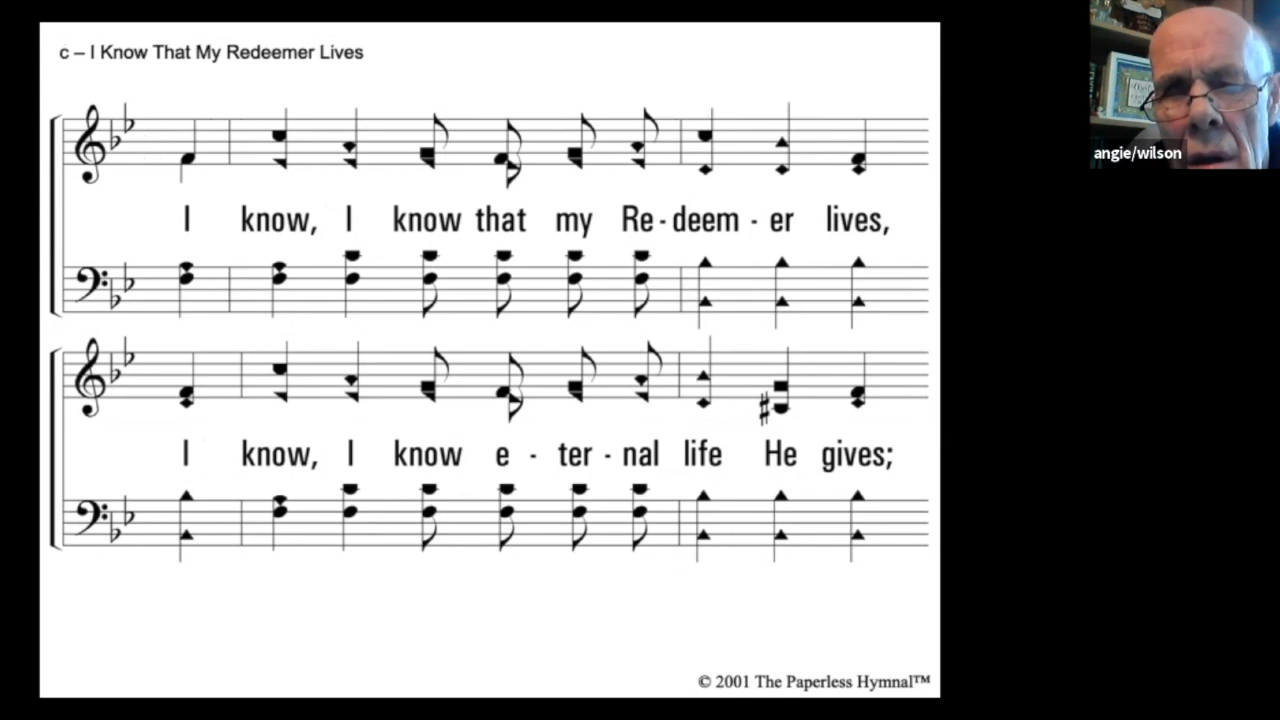 c – I Know That My Redeemer Lives
angie/wilson
I know, I know that my Re - deem - er lives,
I know, I know e - ter - nal life He gives;
© 2001 The Paperless Hymnal™